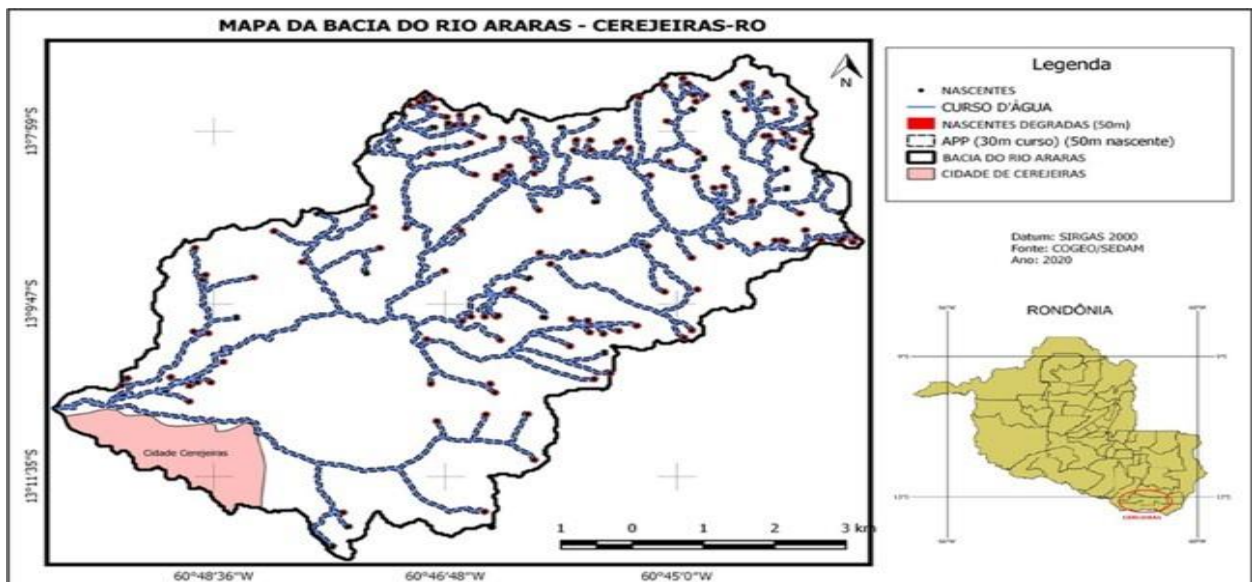 MAPA DA BACIA DO RIO ARARAS - CEREJEIRAS-RO
N
13°7'59"S
13°9'47"S
13°11'35"S
Cidade Cerejeiras
1 0 1 2 3 km
60°48'36"W 60°46'48"W 60°45'0"W
Legenda
NASCENTES
CURSO D'ÁGUA
NASCENTES DEGRADAS (50m)
APP (30m curso) (50m nascente)
BACIA DO RIO ARARAS
CIDADE DE CEREJEIRAS
Datum: SIRGAS 2000
Fonte: COGEO/SEDAM
Ano: 2020
RONDÔNIA